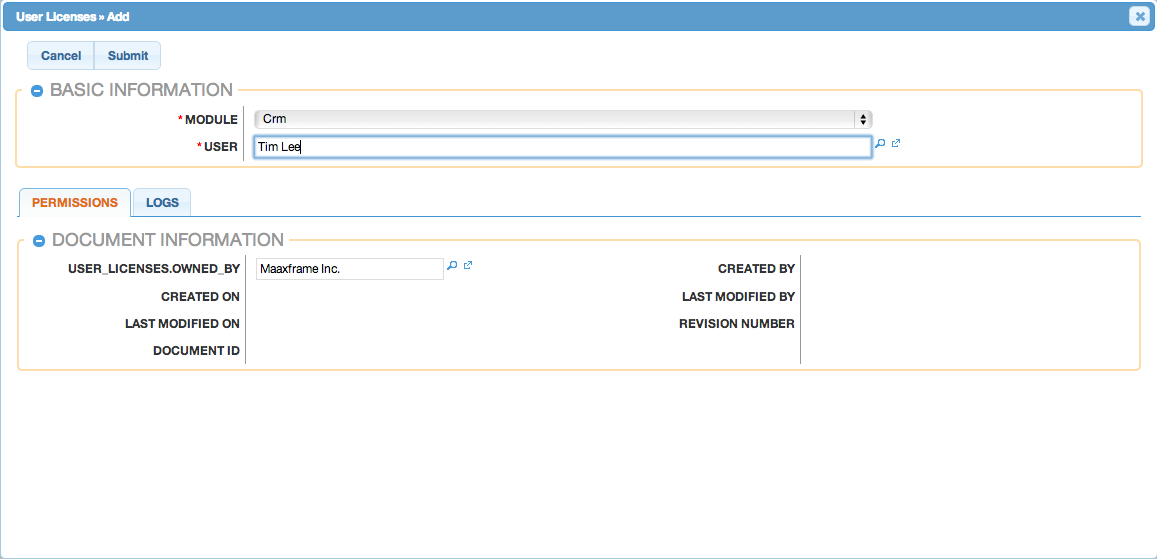 User Licenses » Add
Cancel Submit
BASIC INFORMATION
* MODULE Crm
* USER Tim Lee
PERMISSIONS LOGS
DOCUMENT INFORMATION
USER_LICENSES.OWNED_BY Maaxframe Inc. CREATED BY
CREATED ON LAST MODIFIED BY
LAST MODIFIED ON REVISION NUMBER
DOCUMENT ID